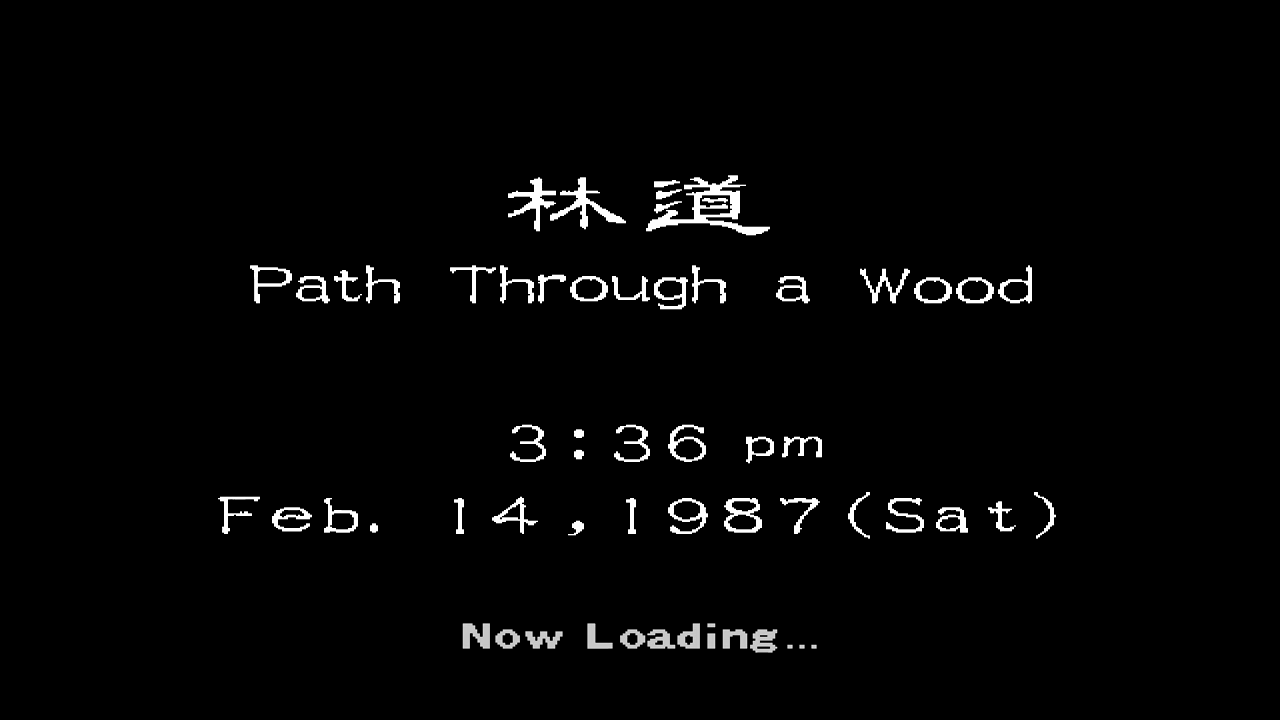 林道
Path Through a Wood
3:36 pm
Feb. 14,1987(Sat)
Now Loading...